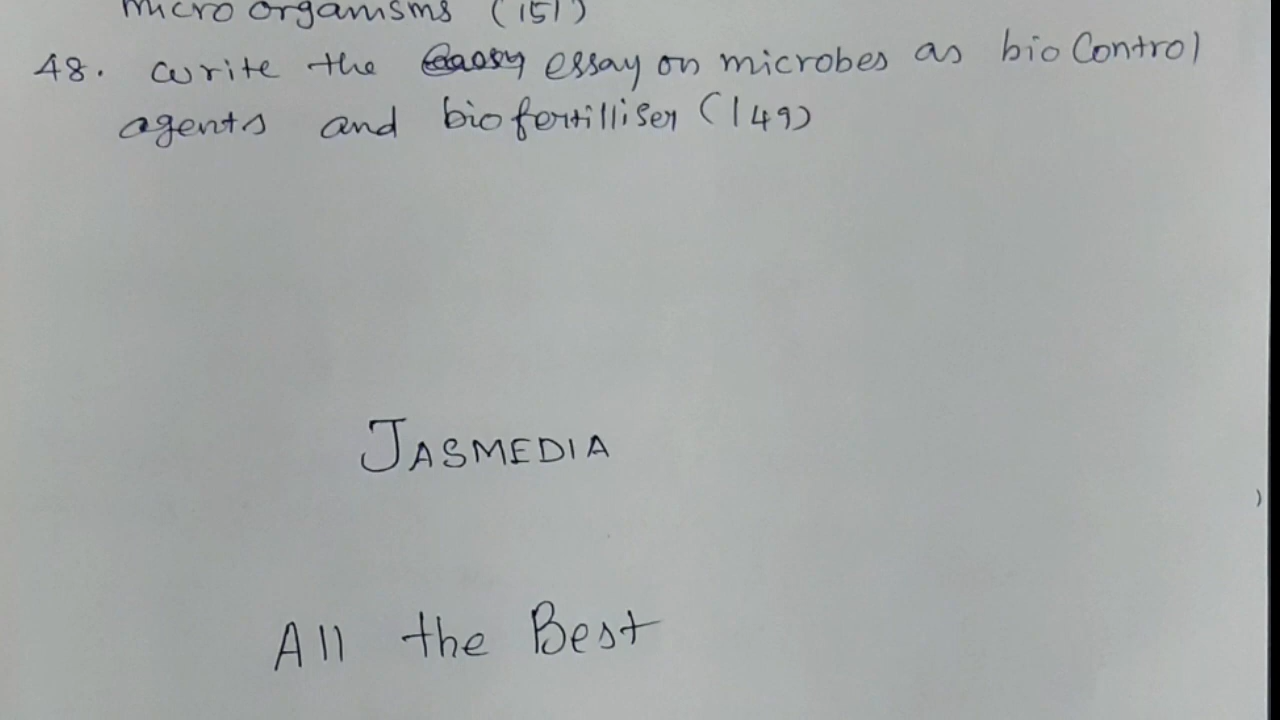 micro organisms (151)
48. write the essay on microbes as bio Control
agents and biofertilliser (149)
JASMEDIA
All the Best